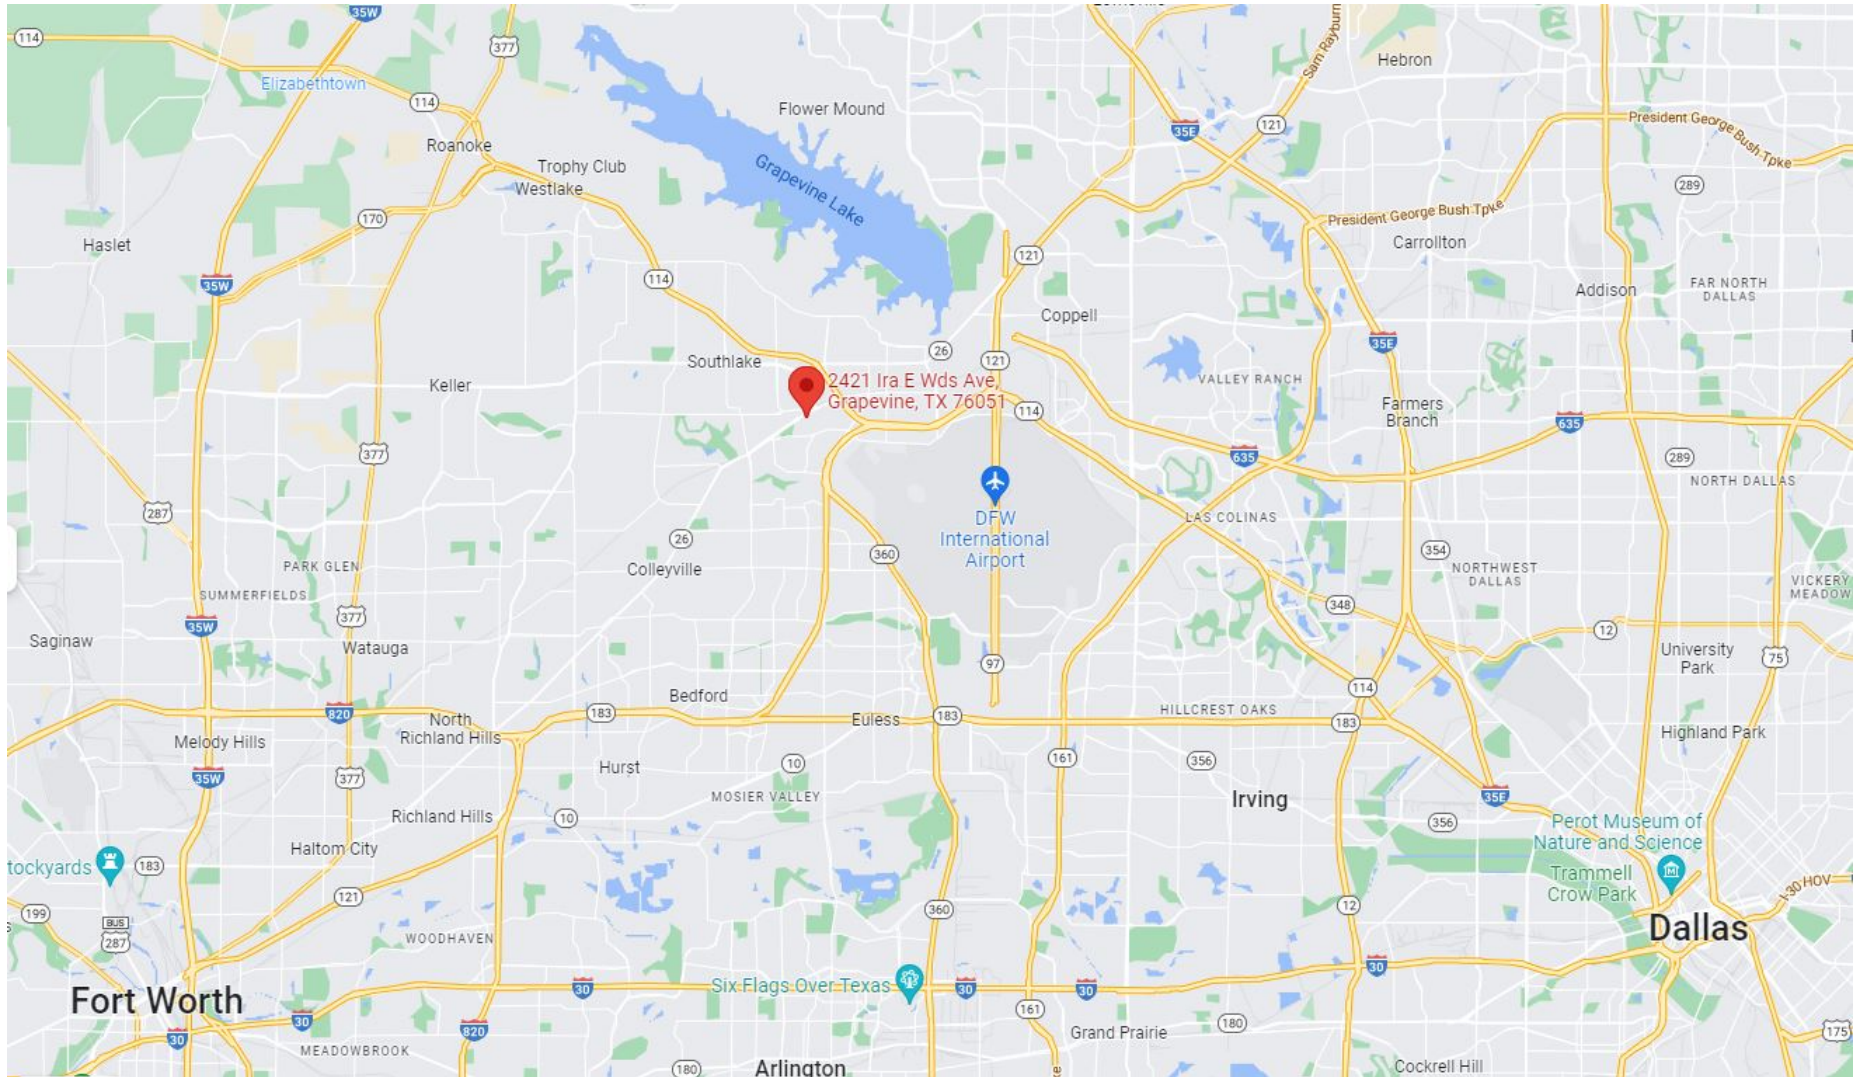 35W
114
377
Hebron
Sam Rayburn
Elizabethtown
114
Flower Mound
35E
121
President George Bush Tpke
Roanoke
Trophy Club
Westlake
Grapevine Lake
289
170
President George Bush Tpke
Haslet
Carrollton
121
35W
114
Addison
FAR NORTH
DALLAS
Coppell
35E
26
121
Southlake
Keller
2421 Ira E Wds Ave,
Grapevine, TX 76051
VALLEY RANCH
114
Farmers
Branch
635
377
635
289
NORTH DALLAS
287
DFW
International
Airport
LAS COLINAS
26
360
354
Colleyville
PARK GLEN
NORTHWEST
DALLAS
VICKERY
MEADOW
SUMMERFIELDS
348
377
35W
12
Saginaw
Watauga
University
Park
75
97
114
Bedford
820
183
HILLCREST OAKS
North
Richland Hills
Euless
183
183
Melody Hills
Highland Park
161
356
Hurst
10
35W
377
MOSIER VALLEY
Irving
35E
Richland Hills
10
356
Perot Museum of
Nature and Science
Haltom City
tockyards
183
Trammell
Crow Park
I-30 HOV
121
12
199
360
BUS
287
WOODHAVEN
Dallas
30
Six Flags Over Texas
30
30
30
Fort Worth
161
30
820
30
Grand Prairie
180
175
MEADOWBROOK
180
Arlington
Cockrell Hill